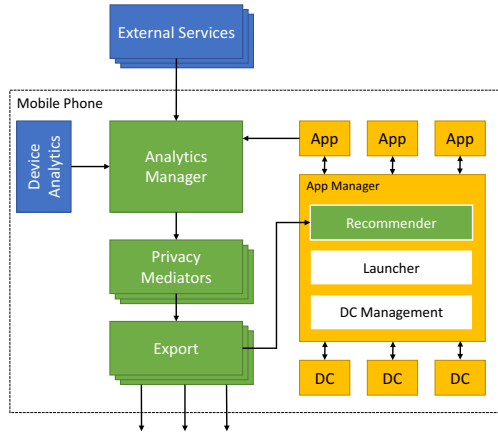 External Services
Mobile Phone
Device
Analytics
Analytics
Manager
App
App
App
App Manager
Recommender
Privacy
Mediators
Launcher
DC Management
Export
DC
DC
DC